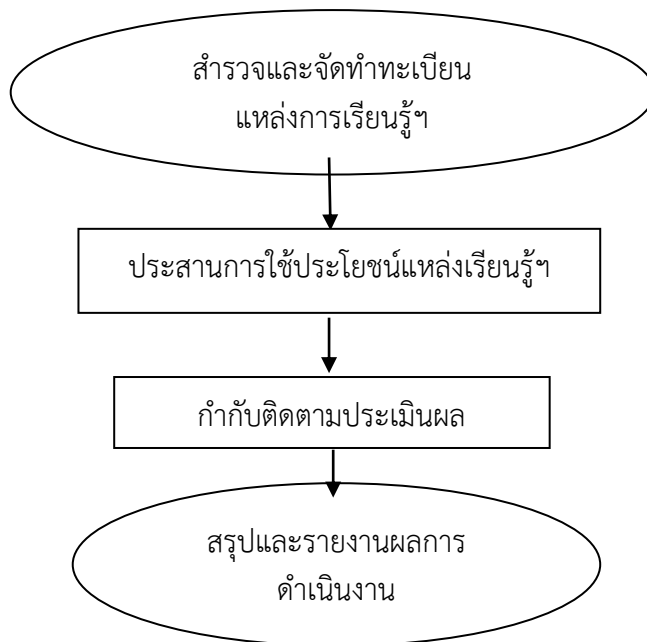 สำรวจและจัดทำทะเบียน
แหล่งการเรียนรู้ฯ
ประสานการใช้ประโยชน์แหล่งเรียนรู้ฯ
กำกับติดตามประเมินผล
สรุปและรายงานผลการ
ดำเนินงาน